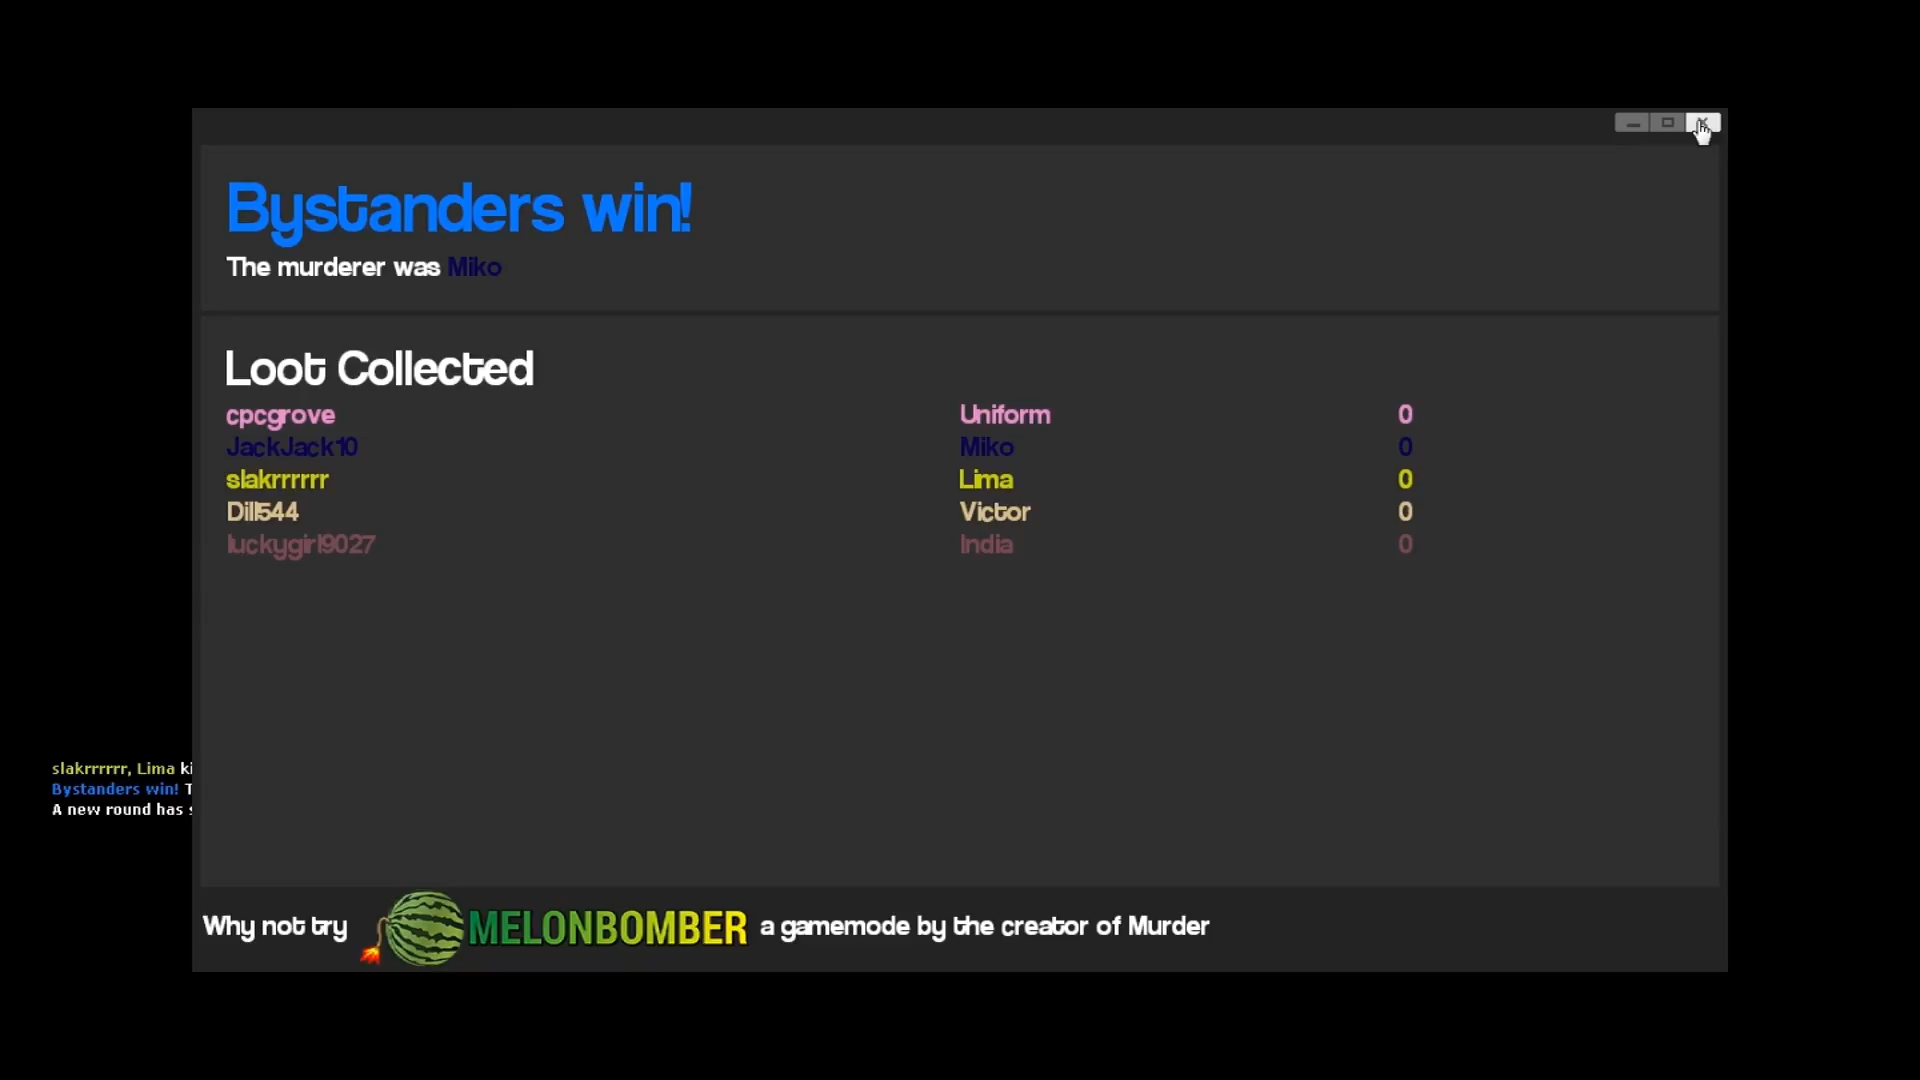 Bystanders win!
The murderer was Miko
Loot Collected
cpcgrove Uniform 0
JackJack10 Miko 0
slakrrrrrr Lima 0
Dill544 Victor 0
luckygirl9027 India 0
slakrrrrrr, Lima ki
Bystanders win! T
A new round has s
Why not try MELONBOMBER a gamemode by the creator of Murder